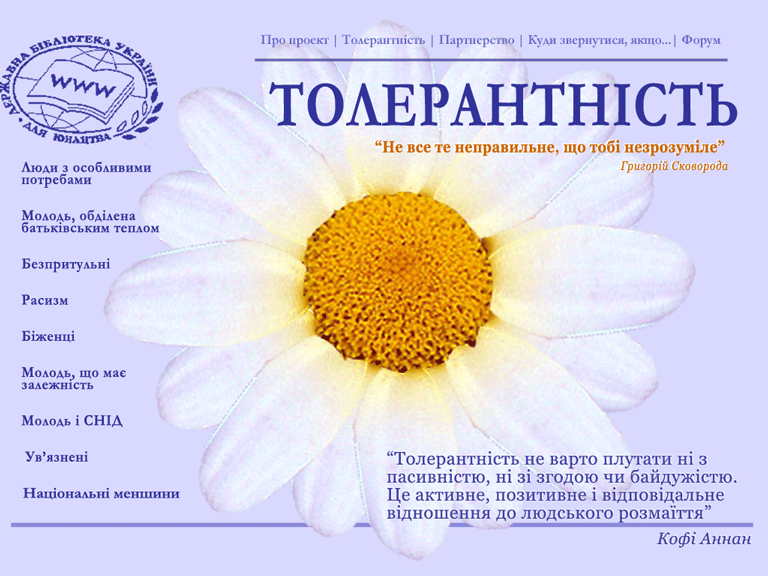 Про проект | Толерантність | Партнерство | Куди звернутися, якщо...| Форум
ДЕРЖАВНА БІБЛІОТЕКА УКРАЇНИ
www
ДЛЯ ЮНАЦТВА
ТОЛЕРАНТНІСТЬ
“Не все те неправильне, що тобі незрозуміле”
Григорій Сковорода
Люди з особливими
потребами
Молодь, обділена
батьківським теплом
Безпритульні
Расизм
Біженці
Молодь, що має
залежність
Молодь і СНІД
Ув’язнені
Національні меншини
“Толерантність не варто плутати ні з
пасивністю, ні зі згодою чи байдужістю.
Це активне, позитивне і відповідальне
відношення до людського розмаїття”
Кофі Аннан